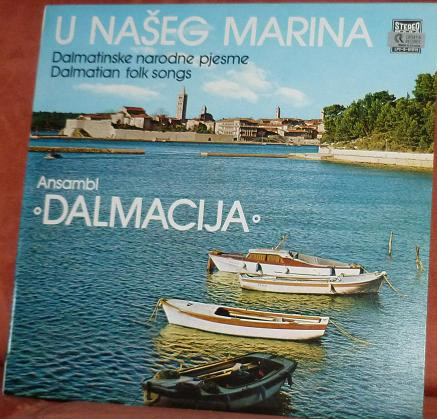 U NAŠEG MARINA
Dalmatinske narodne pjesme
Dalmatian folk songs
STEREO
Ansambl
DALMACIJA